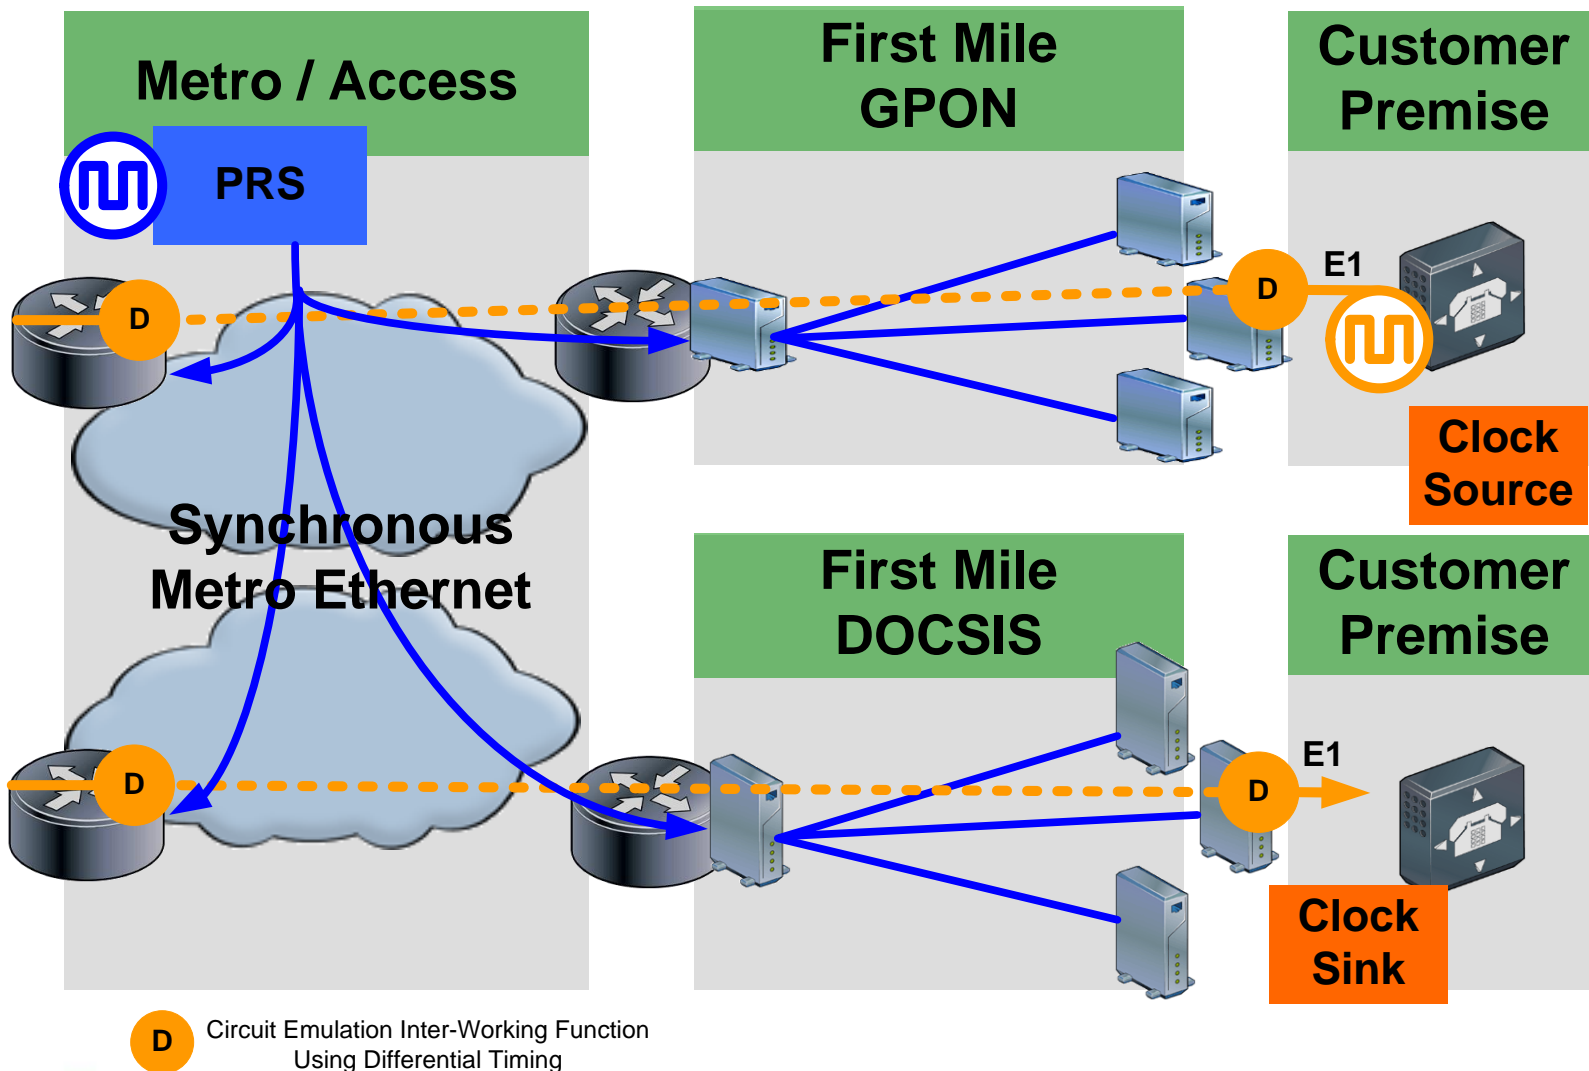 Metro / Access
First Mile
GPON
Customer
Premise
PRS
D
D
E1
Clock
Source
Synchronous
Metro Ethernet
First Mile
DOCSIS
Customer
Premise
D
D
E1
Clock
Sink
D
Circuit Emulation Inter-Working Function
Using Differential Timing